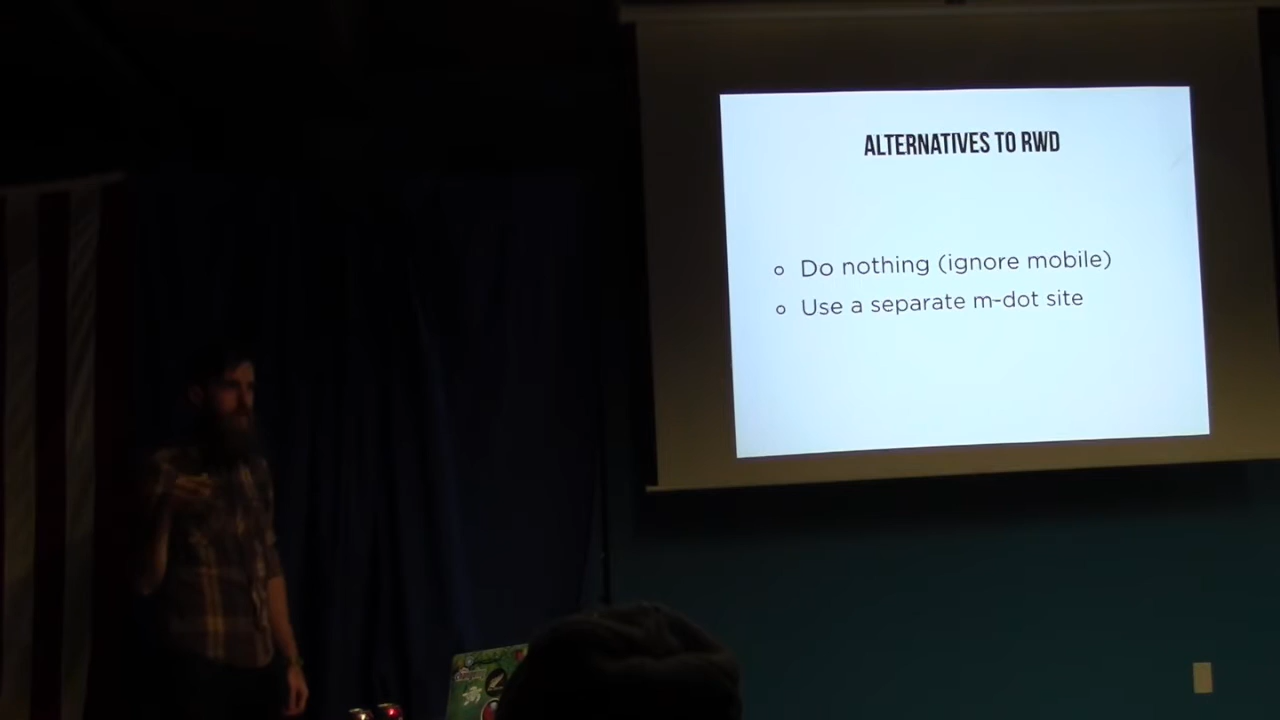 ALTERNATIVES TO RWD
Do nothing (ignore mobile)
Use a separate m-dot site